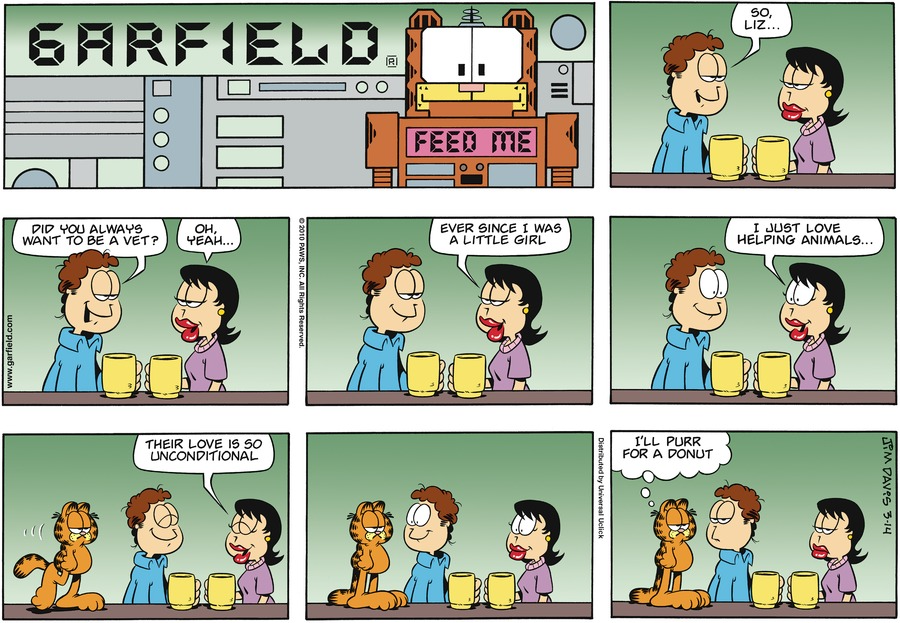 GARFIELD
R
FEED ME
SO,
LIZ...
DID YOU ALWAYS
WANT TO BE A VET?
OH,
YEAH...
www.garfield.com
© 2010 PAWS, INC. All Rights Reserved.
EVER SINCE I WAS
A LITTLE GIRL
I JUST LOVE
HELPING ANIMALS...
THEIR LOVE IS SO
UNCONDITIONAL
Distributed by Universal Uclick
I'LL PURR
FOR A DONUT
JIM DAVIS 3-14